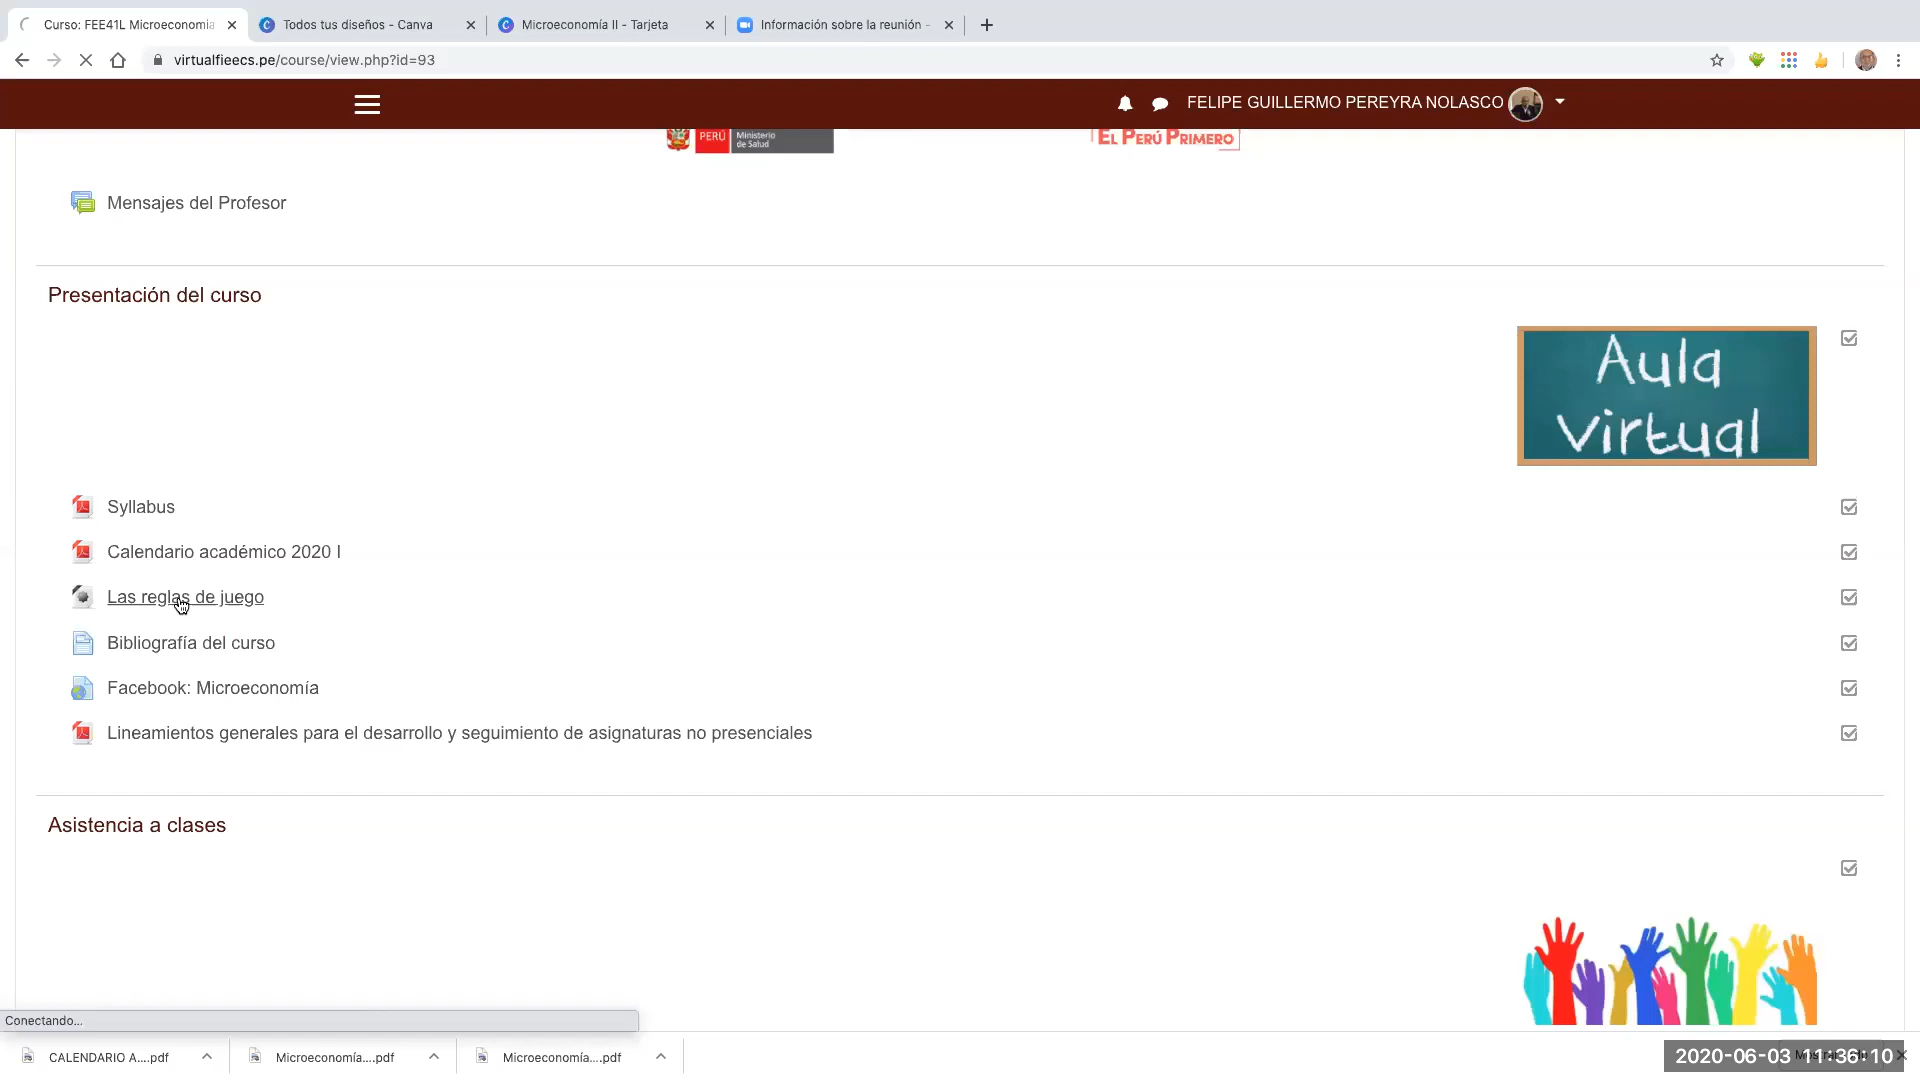 Curso: FEE41L Microeconomía
Todos tus diseños - Canva
Microeconomía II - Tarjeta
Información sobre la reunión -
virtualfieecs.pe/course/view.php?id=93
FELIPE GUILLERMO PEREYRA NOLASCO
PERÚ
Ministerio
de Salud
EL PERÚ PRIMERO
Mensajes del Profesor
Presentación del curso
Aula
Virtual
Syllabus
Calendario académico 2020 I
Las reglas de juego
Bibliografía del curso
Facebook: Microeconomía
Lineamientos generales para el desarrollo y seguimiento de asignaturas no presenciales
Asistencia a clases
Conectando...
CALENDARIO A....pdf
Microeconomía....pdf
Microeconomía....pdf
2020-06-03 11:36:10